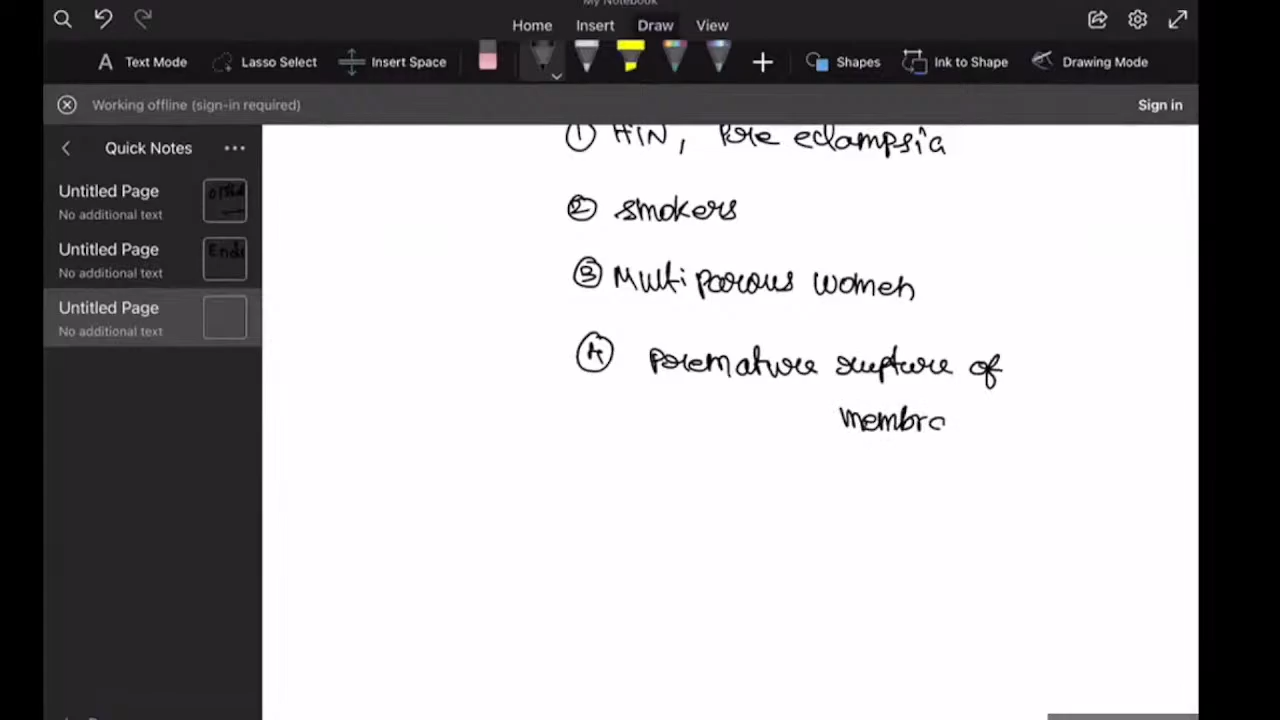 My Notebook
Home Insert Draw View
Text Mode Lasso Select Insert Space Shapes Ink to Shape Drawing Mode
Working offline (sign-in required) Sign in
Quick Notes
Untitled Page
No additional text
Untitled Page
Ends
No additional text
Untitled Page
No additional text
① HTN, Pre eclampsia
② smokers
③ Multiparous women
④ Premature rupture of
membra